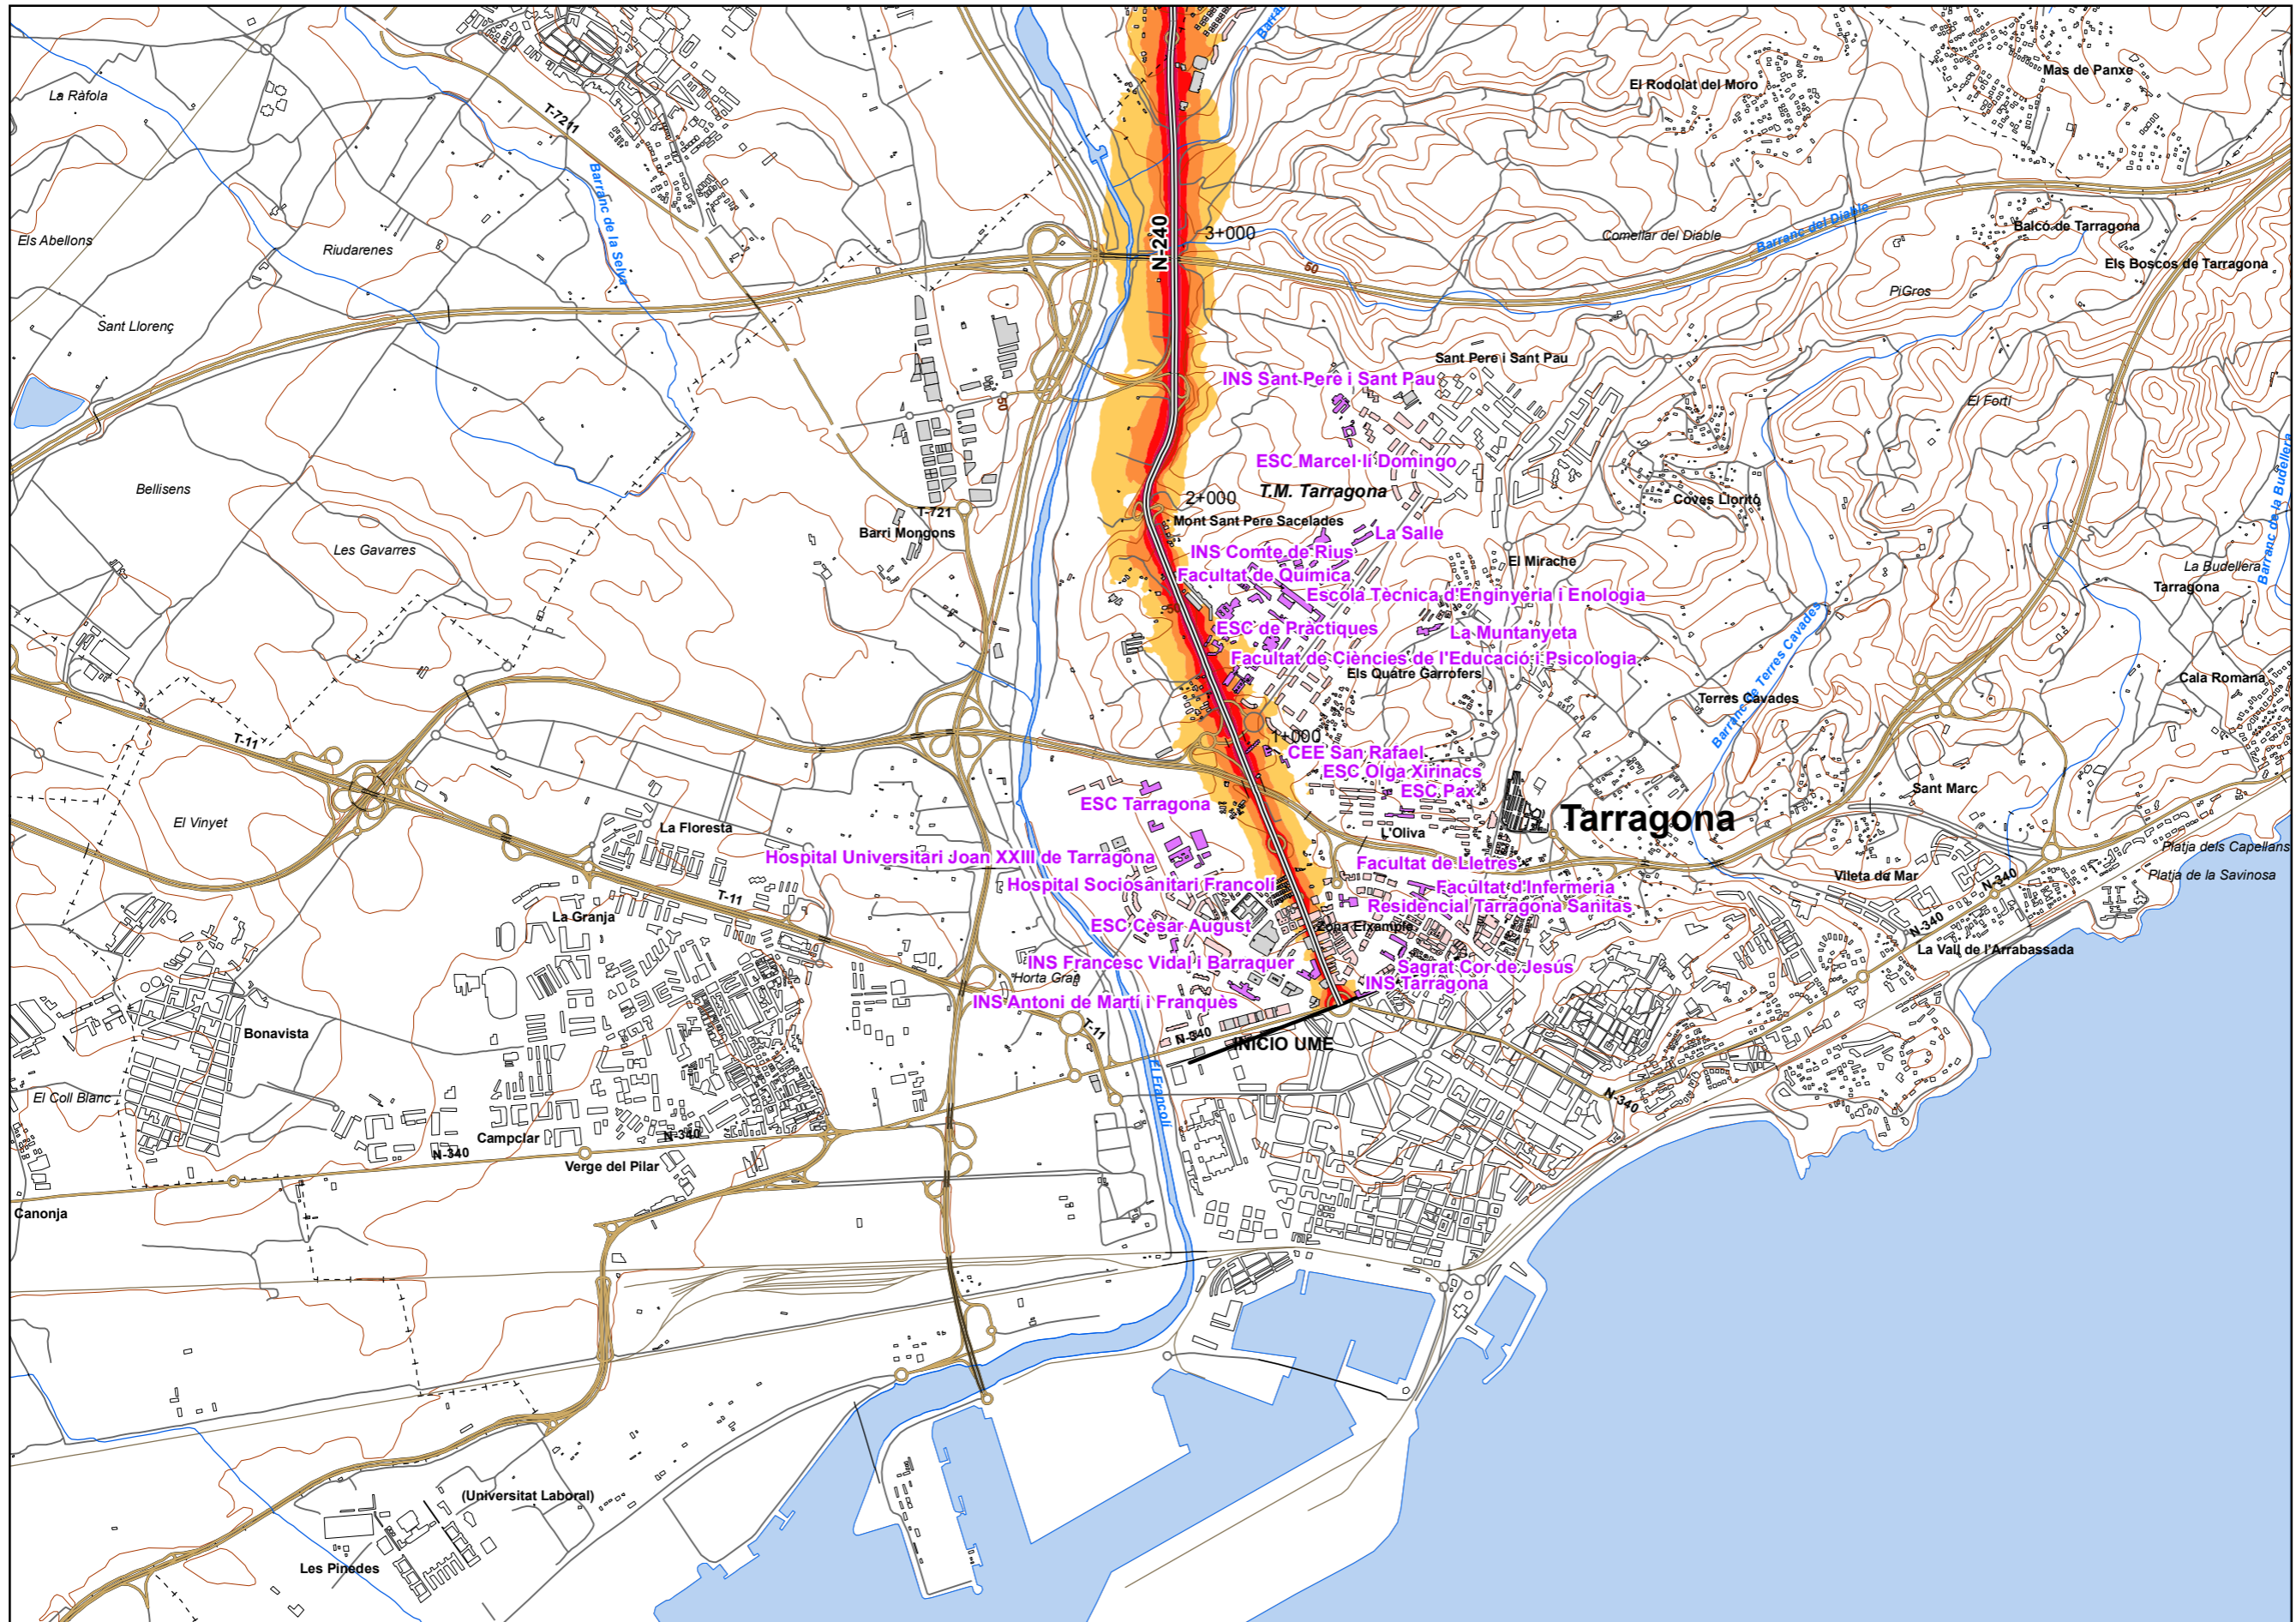 Barranc
La Ràfola
El Rodolat del Moro
Mas de Panxe
T-7211
Barranc de la Selva
Els Abellons
Riudarenes
N-240
3+000
Comellar del Diable
Barranc del Diable
Balcó de Tarragona
Els Boscos de Tarragona
50
PiGros
Sant Llorenç
Sant Pere i Sant Pau
INS Sant Pere i Sant Pau
50
El Fortí
Barranc de la Budellera
ESC Marcel·lí Domingo
Bellisens
2+000
T.M. Tarragona
Coves Llorito
T-721
Mont Sant Pere Sacelades
Barri Mongons
La Salle
Les Gavarres
INS Comte de Rius
El Mirache
La Budellera
Facultat de Química
Tarragona
Escola Tècnica d'Enginyeria i Enologia
50
ESC de Pràctiques
La Muntanyeta
Barranc de Terres Cavades
Facultat de Ciències de l'Educació i Psicologia
Els Quatre Garrofers
Cala Romana
Terres Cavades
T-11
1+000
CEE San Rafael
ESC Olga Xirinacs
ESC Pax
Sant Marc
ESC Tarragona
Tarragona
El Vinyet
La Floresta
L'Oliva
Platja dels Capellans
Hospital Universitari Joan XXIII de Tarragona
Facultat de Lletres
Vileta de Mar
Platja de la Savinosa
Hospital Sociosanitari Francolí
Facultat d'Infermeria
N-340
T-11
Residencial Tarragona Sanitas
La Granja
ESC Cèsar August
Zona Eixample
N-340
La Vall de l'Arrabassada
INS Francesc Vidal i Barraquer
Sagrat Cor de Jesús
Horta Gran
INS Tarragona
INS Antoni de Martí i Franquès
T-11
Bonavista
N-340
INICIO UME
El Francolí
El Coll Blanc
N-340
Campclar
N-340
N-340
Verge del Pilar
Canonja
(Universitat Laboral)
Les Pinedes